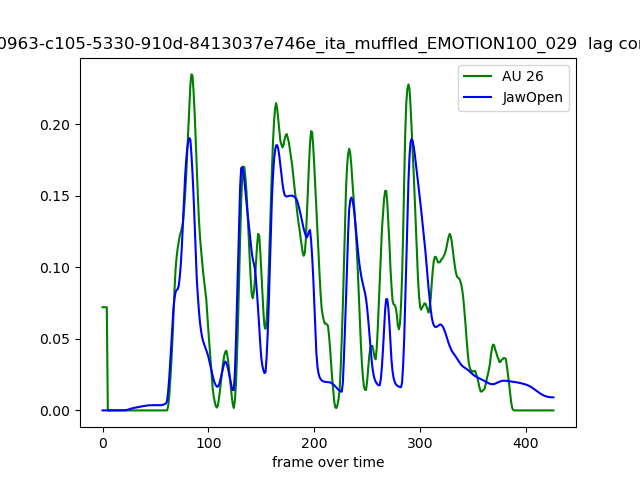 0963-c105-5330-910d-8413037e746e_ita_muffled_EMOTION100_029 lag
AU 26
JawOpen
0.20
0.15
0.10
0.05
0.00
0 100 200 300 400
frame over time